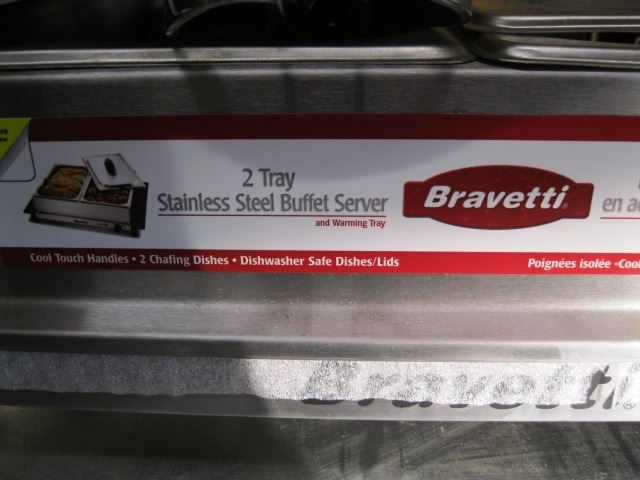 2 Tray
Stainless Steel Buffet Server
and Warming Tray
Bravetti
en
Cool Touch Handles • 2 Chafing Dishes • Dishwasher Safe Dishes/Lids
Poignées isolée «Cool
Bravetti